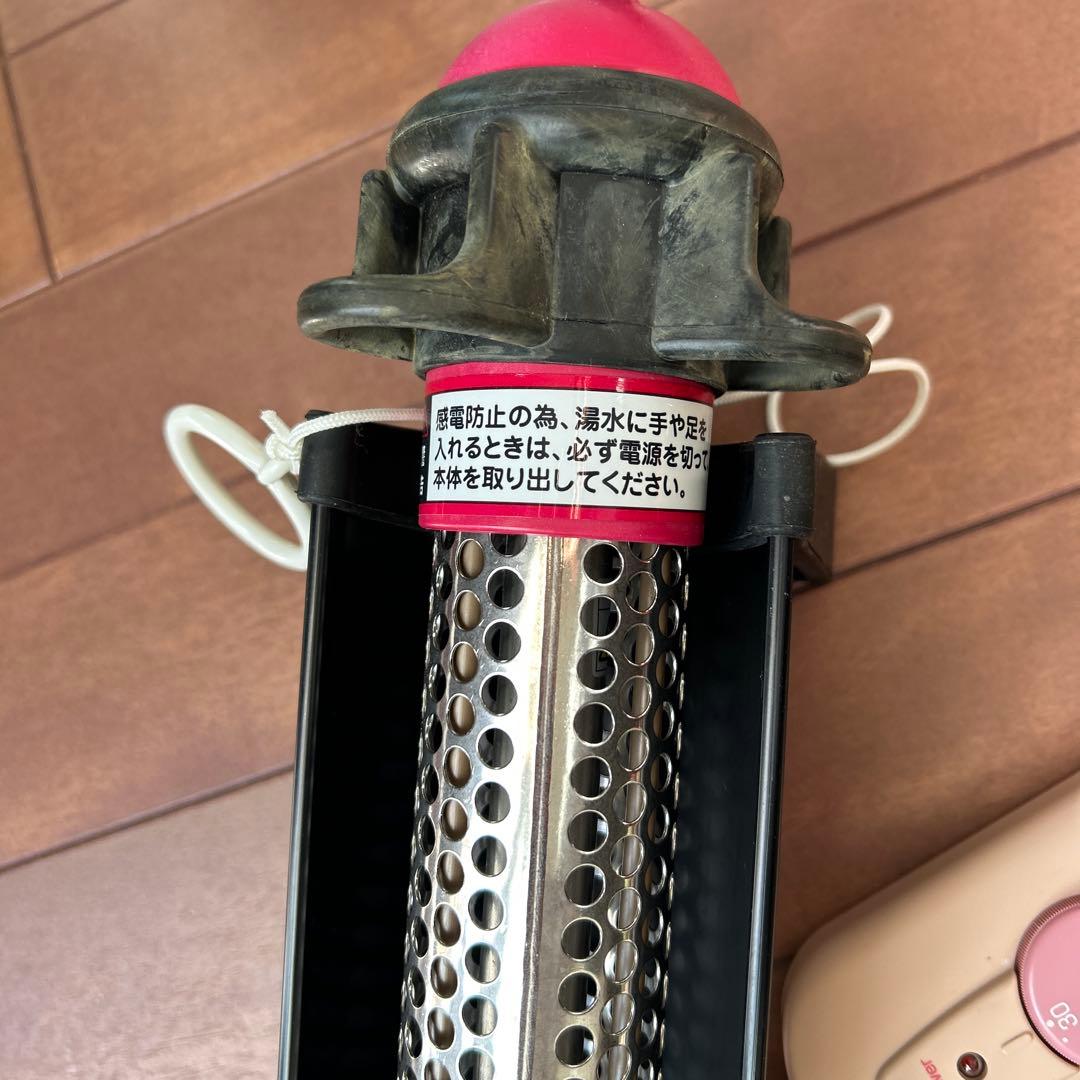 感電防止の為、湯水に手や足を
入れるときは、必ず電源を切って
本体を取り出してください。
30